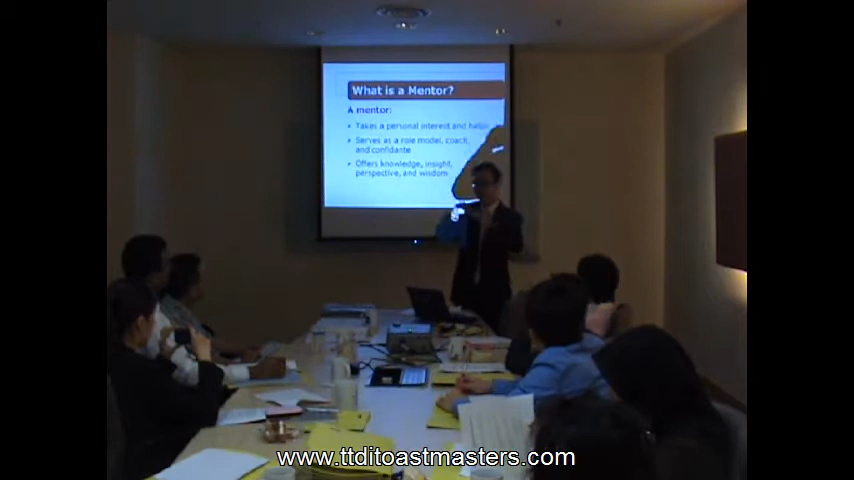 What is a Mentor?
A mentor:
Takes a personal interest and helps
Serves as a role model, coach,
and confidante
Offers knowledge, insight,
perspective, and wisdom
www.ttditoastmasters.com